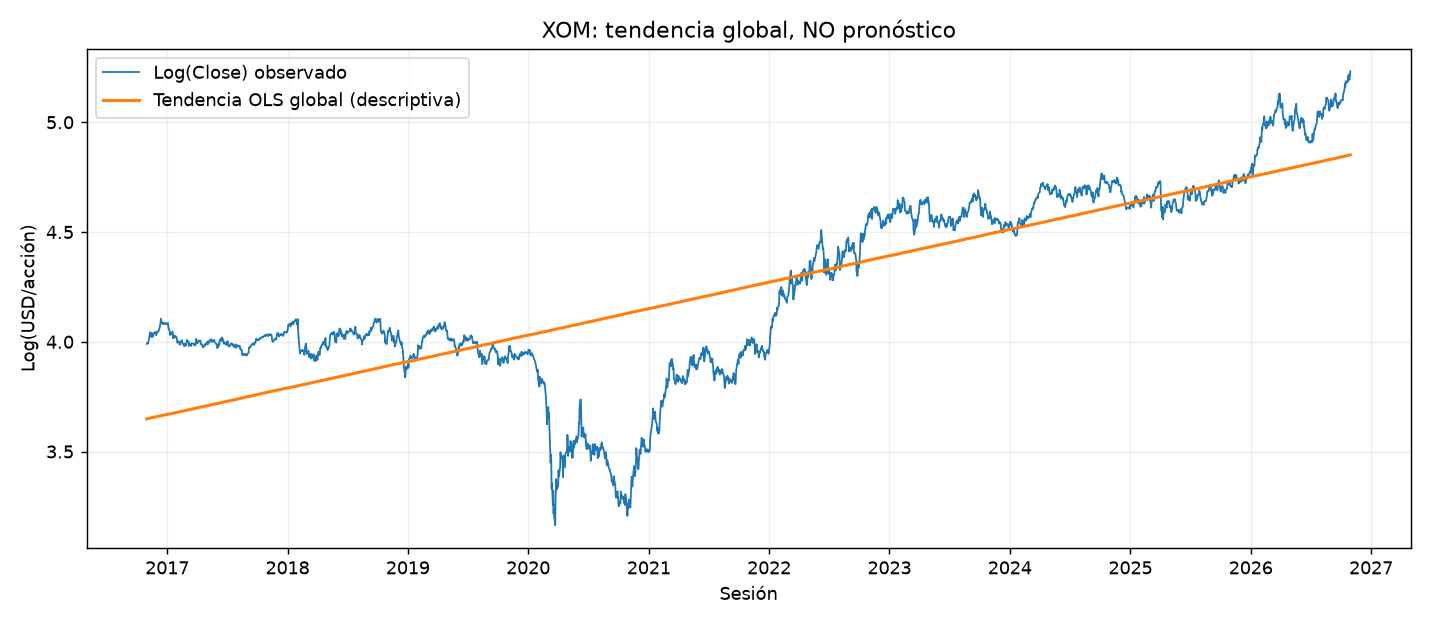 XOM: tendencia global, NO pronóstico
Log(Close) observado
Tendencia OLS global (descriptiva)
Log(USD/acción)
5.0
4.5
4.0
3.5
2017 2018 2019 2020 2021 2022 2023 2024 2025 2026 2027
Sesión